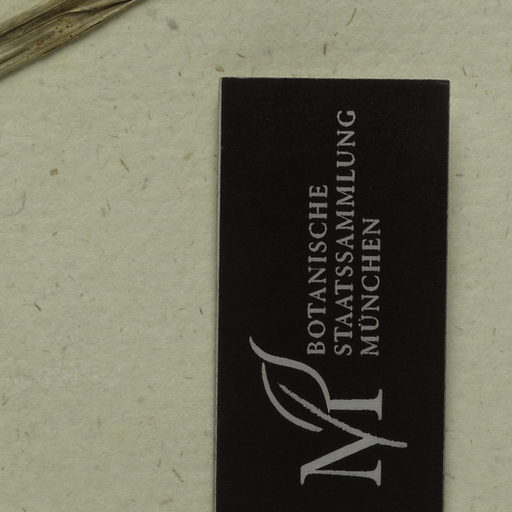 BOTANISCHE
STAATSSAMMLUNG
MÜNCHEN
M